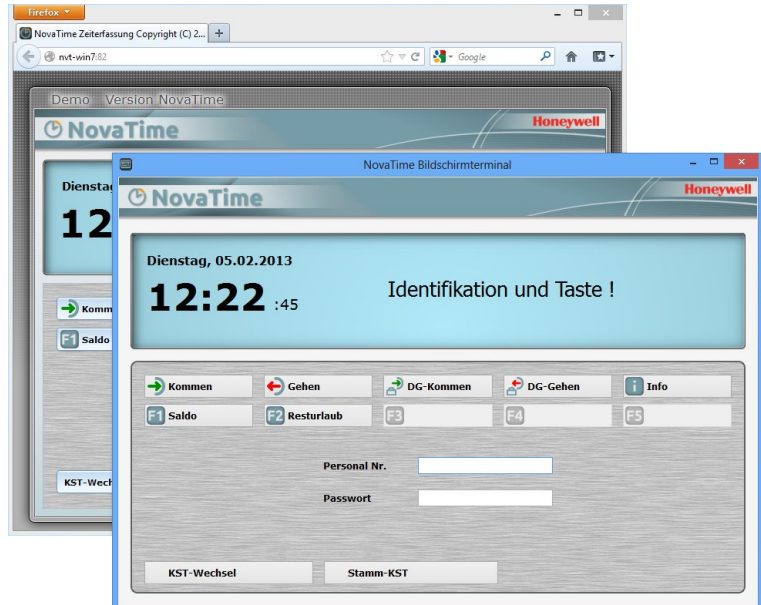 Firefox
NovaTime Zeiterfassung Copyright (C) 2...
nvt-win7:82
Google
Demo Version NovaTime
NovaTime
Honeywell
Dienstag
12
Komm
F1 Saldo
KST-Wech
NovaTime Bildschirmterminal
NovaTime
Honeywell
Dienstag, 05.02.2013
12:22 :45
Identifikation und Taste !
Kommen Gehen DG-Kommen DG-Gehen i Info
F1 Saldo F2 Resturlaub F3 F4 F5
Personal Nr.
Passwort
KST-Wechsel Stamm-KST